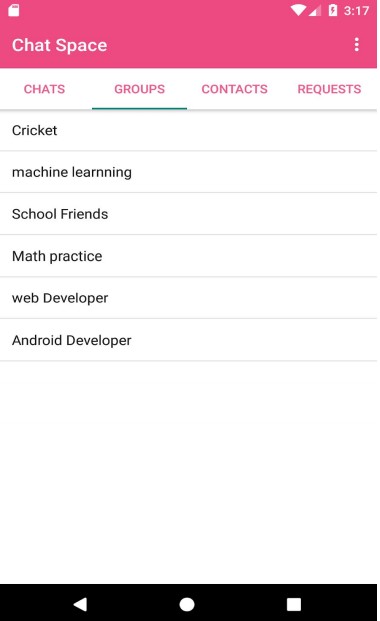 3:17
Chat Space
CHATS GROUPS CONTACTS REQUESTS
Cricket
machine learnning
School Friends
Math practice
web Developer
Android Developer